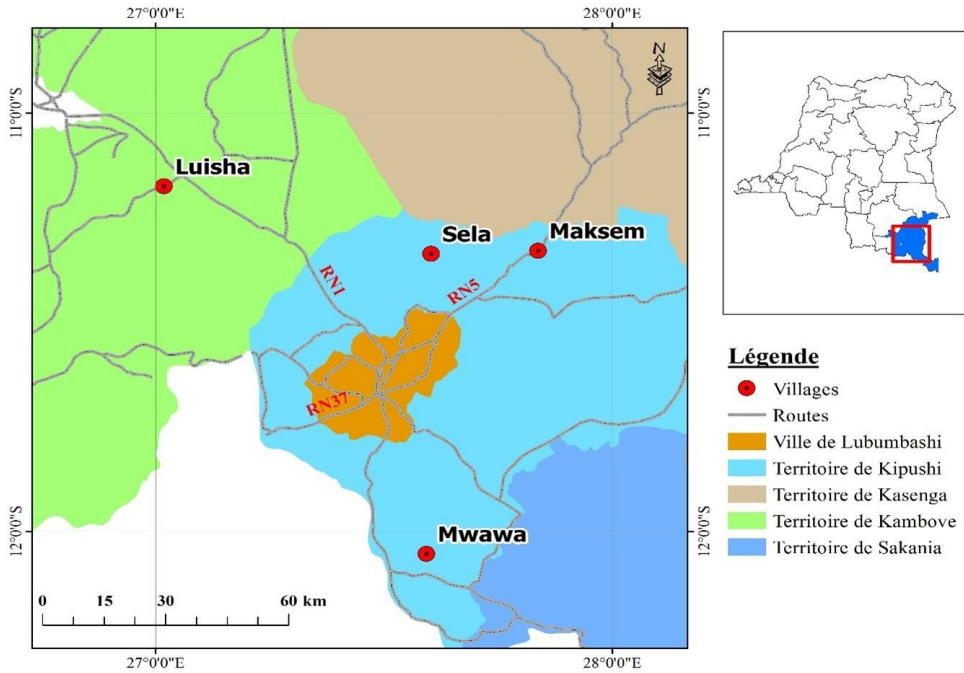 27°0'0"E 28°0'0"E
N
11°0'0"S 11°0'0"S
Luisha
Sela Maksem
RN1 RN5
RN37
12°0'0"S 12°0'0"S
Mwawa
0 15 30 60 km
27°0'0"E 28°0'0"E
Légende
Villages
Routes
Ville de Lubumbashi
Territoire de Kipushi
Territoire de Kasenga
Territoire de Kambove
Territoire de Sakania